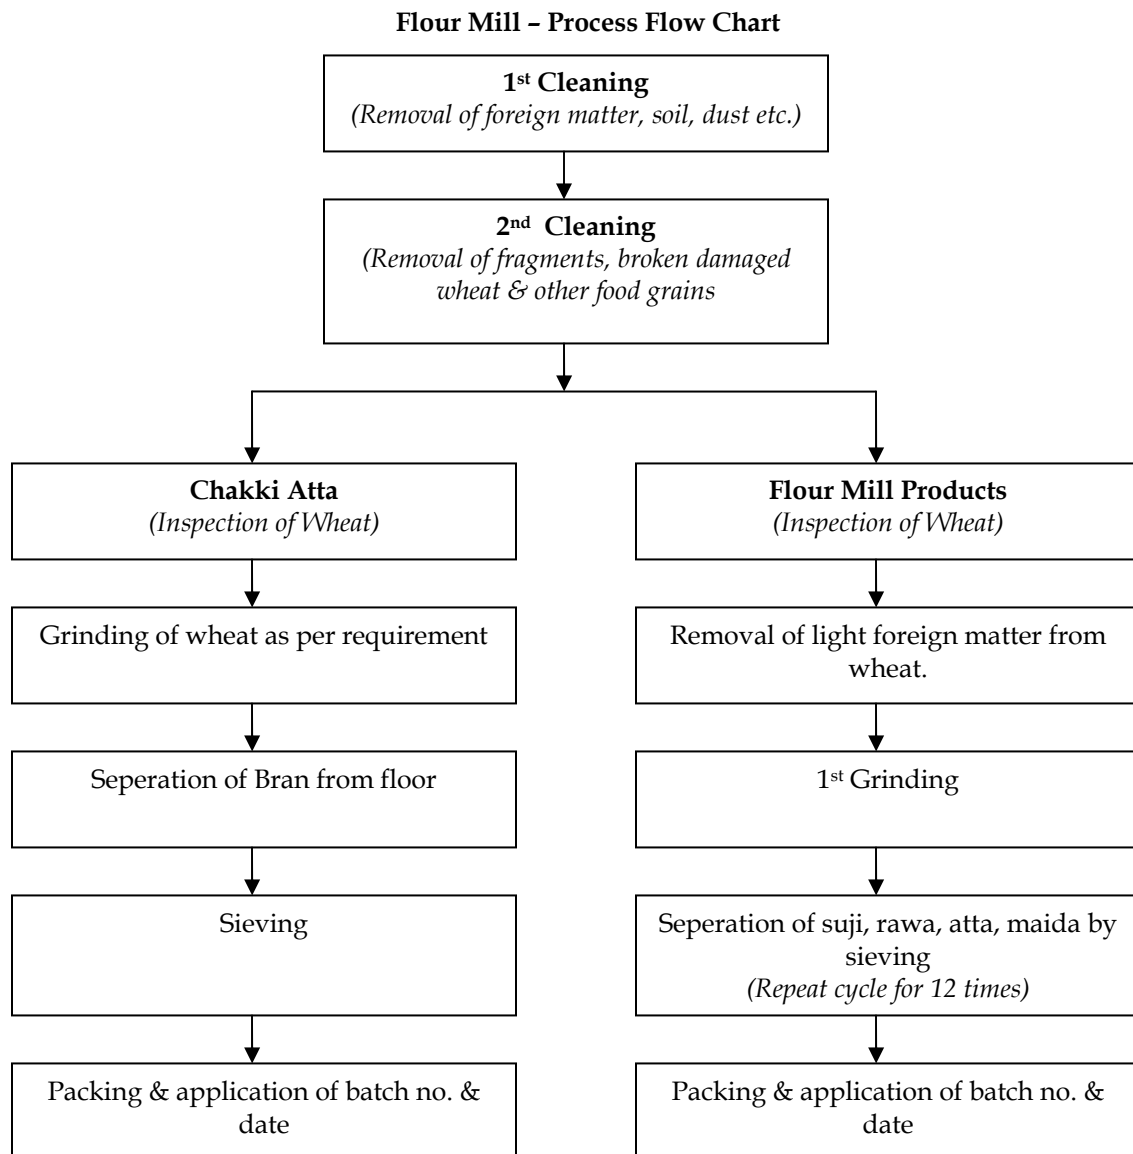 Flour Mill – Process Flow Chart
1st Cleaning
(Removal of foreign matter, soil, dust etc.)
2nd Cleaning
(Removal of fragments, broken damaged
wheat & other food grains
Chakki Atta
(Inspection of Wheat)
Flour Mill Products
(Inspection of Wheat)
Grinding of wheat as per requirement
Removal of light foreign matter from
wheat.
Seperation of Bran from floor
1st Grinding
Sieving
Seperation of suji, rawa, atta, maida by
sieving
(Repeat cycle for 12 times)
Packing & application of batch no. &
date
Packing & application of batch no. &
date